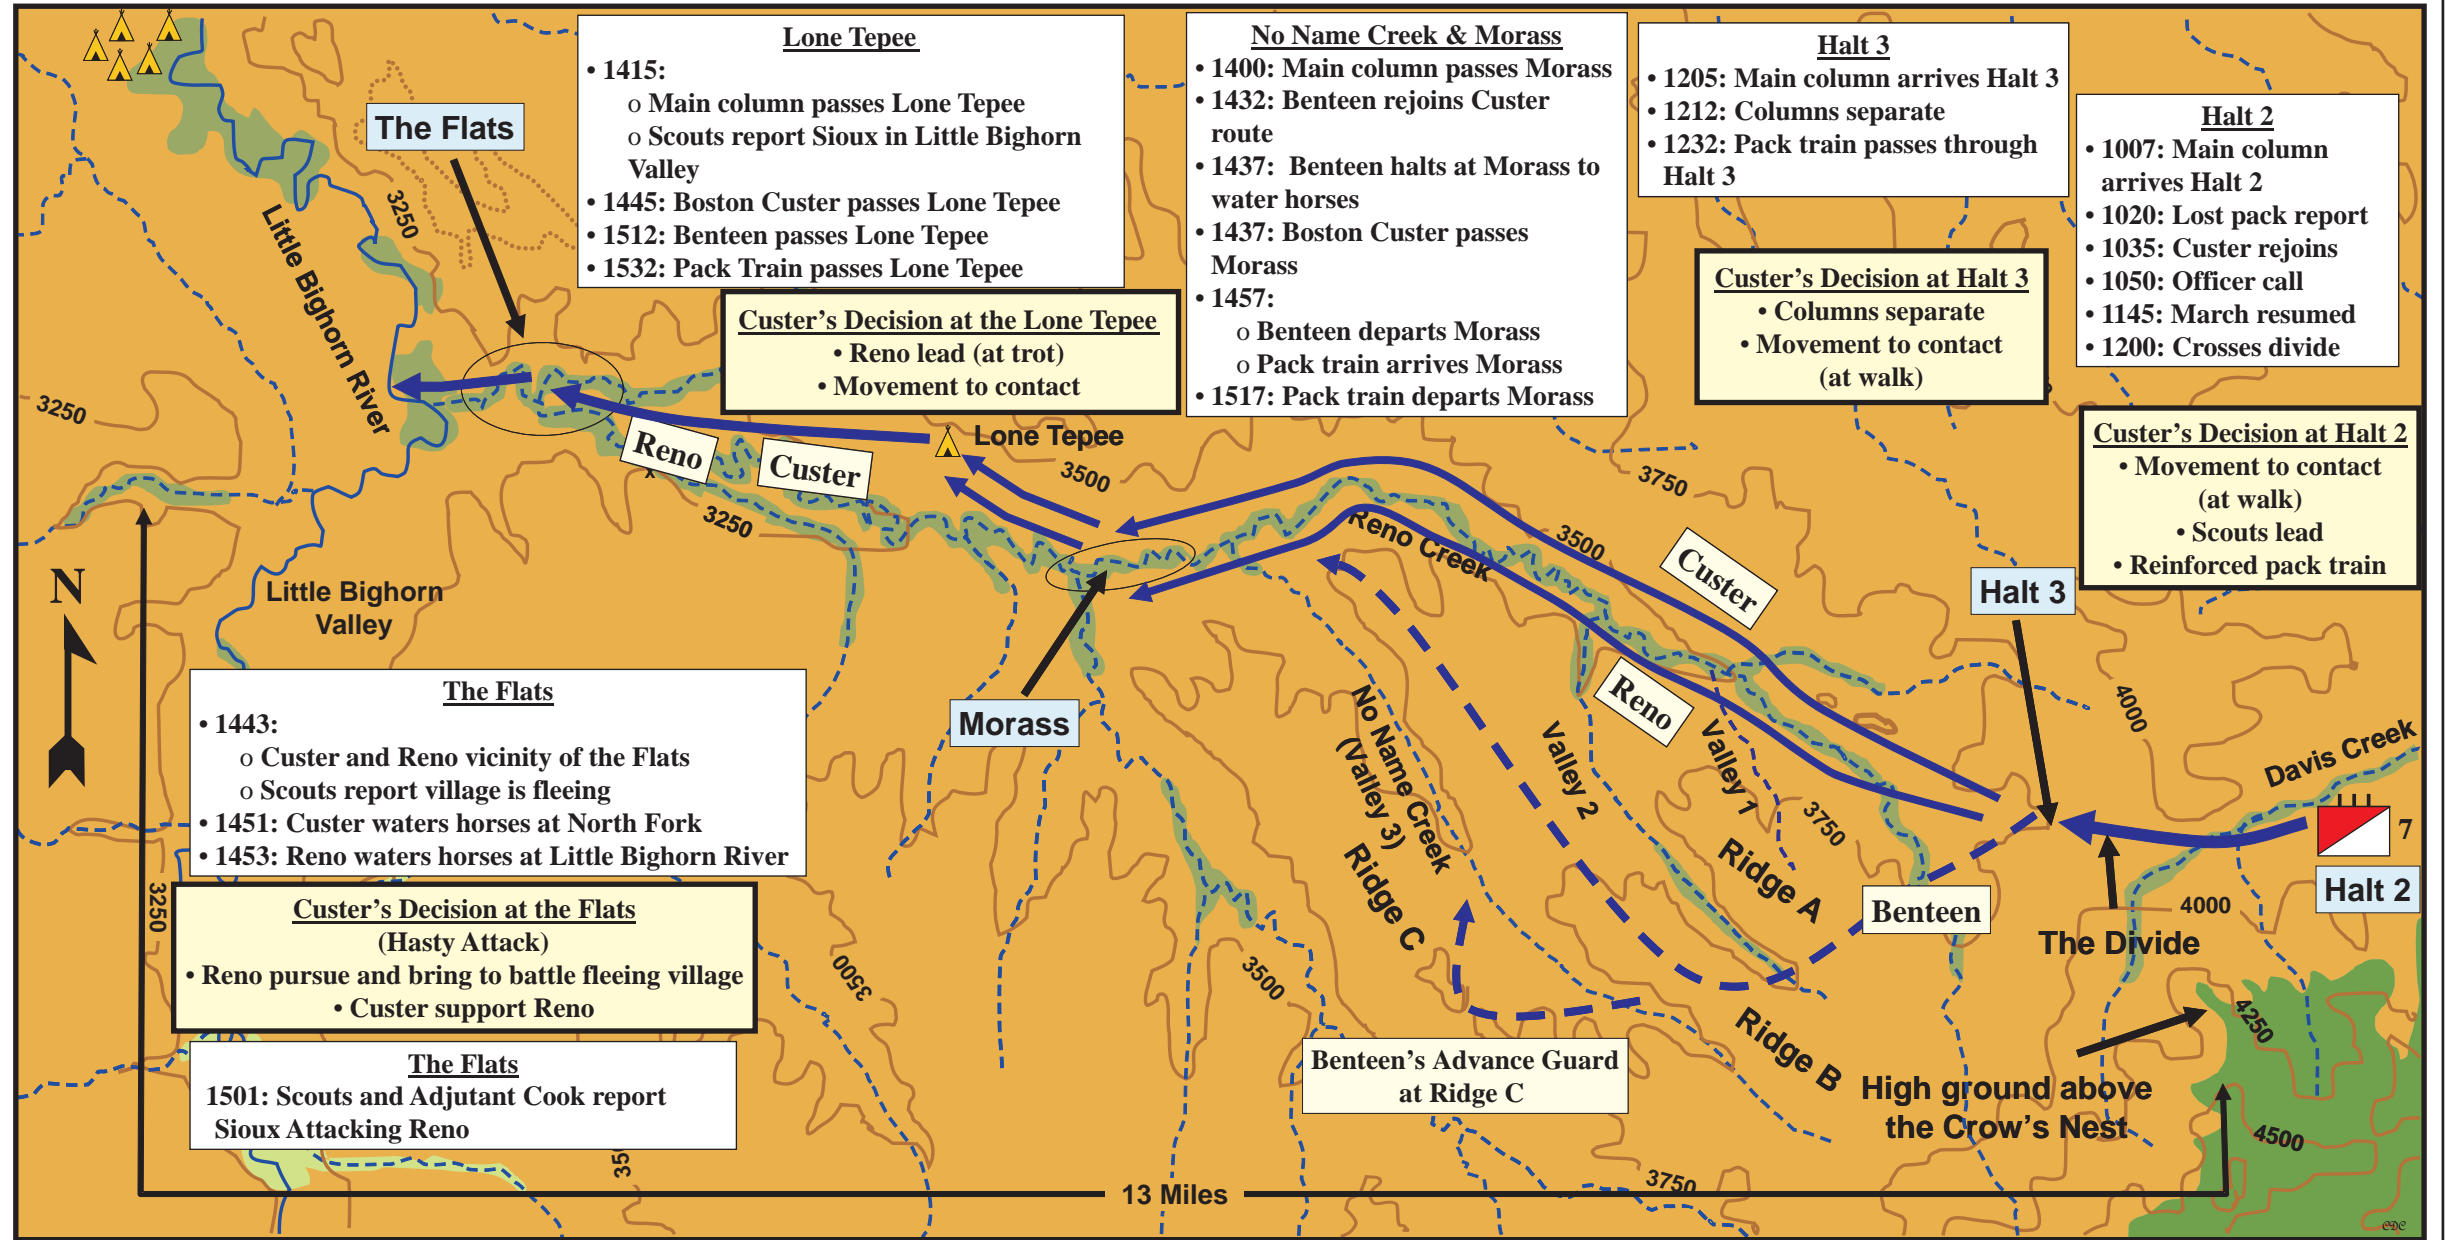 Lone Tepee
• 1415:
o Main column passes Lone Tepee
o Scouts report Sioux in Little Bighorn
Valley
• 1445: Boston Custer passes Lone Tepee
• 1512: Benteen passes Lone Tepee
• 1532: Pack Train passes Lone Tepee
No Name Creek & Morass
• 1400: Main column passes Morass
• 1432: Benteen rejoins Custer
route
• 1437: Benteen halts at Morass to
water horses
• 1437: Boston Custer passes
Morass
• 1457:
o Benteen departs Morass
o Pack train arrives Morass
• 1517: Pack train departs Morass
Halt 3
• 1205: Main column arrives Halt 3
• 1212: Columns separate
• 1232: Pack train passes through
Halt 3
Halt 2
• 1007: Main column
arrives Halt 2
• 1020: Lost pack report
• 1035: Custer rejoins
• 1050: Officer call
• 1145: March resumed
• 1200: Crosses divide
The Flats
3250
Little Bighorn River
Custer's Decision at the Lone Tepee
• Reno lead (at trot)
• Movement to contact
Custer's Decision at Halt 3
• Columns separate
• Movement to contact
(at walk)
Custer's Decision at Halt 2
• Movement to contact
(at walk)
• Scouts lead
• Reinforced pack train
3250
Reno
x
Custer
Lone Tepee
3500
3250
3750
3500
Reno Creek
Custer
Halt 3
N
Little Bighorn
Valley
Morass
Reno
No Name Creek
(Valley 3)
Valley 2
Valley 1
4000
Davis Creek
7
Halt 2
3750
Ridge A
Ridge C
Benteen
4000
The Divide
The Flats
• 1443:
o Custer and Reno vicinity of the Flats
o Scouts report village is fleeing
• 1451: Custer waters horses at North Fork
• 1453: Reno waters horses at Little Bighorn River
3250
Custer's Decision at the Flats
(Hasty Attack)
• Reno pursue and bring to battle fleeing village
• Custer support Reno
3500
3500
Ridge B
4250
The Flats
1501: Scouts and Adjutant Cook report
Sioux Attacking Reno
Benteen's Advance Guard
at Ridge C
High ground above
the Crow's Nest
4500
3750
13 Miles
CDC